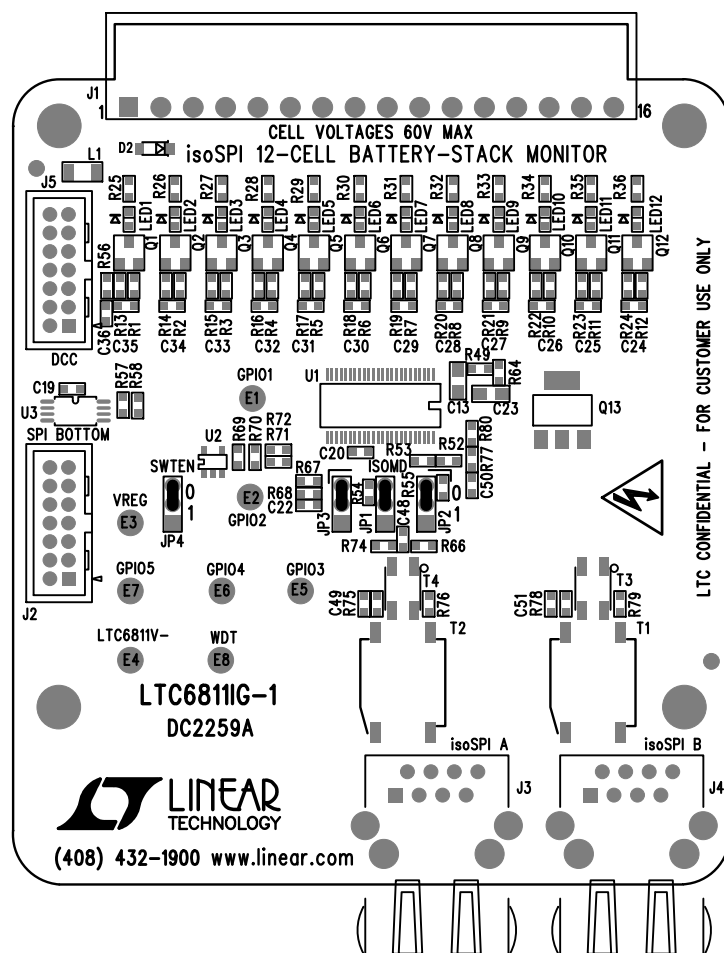 J1
1
16
CELL VOLTAGES 60V MAX
D2
isoSPI 12-CELL BATTERY-STACK MONITOR
L1
J5
R25 R26 R27 R28 R29 R30 R31 R32 R33 R34 R35 R36
LED1 LED2 LED3 LED4 LED5 LED6 LED7 LED8 LED9 LED10 LED11 LED12
Q1 Q2 Q3 Q4 Q5 Q6 Q7 Q8 Q9 Q10 Q11 Q12
R56
C36
R13 R1 R14 R2 R15 R3 R16 R4 R17 R5 R18 R6 R19 R7 R20 R8 R21 R9 R22 R10 R23 R11 R24 R12
C35 C34 C33 C32 C31 C30 C29 C28 C27 C26 C25 C24
DCC
LTC CONFIDENTIAL - FOR CUSTOMER USE ONLY
C19
R57
R58
U3
SPI BOTTOM
GPIO1
E1
U1
R49
R64
C13
C23
Q13
U2
R69
R70
R72
R71
C20
R53
R52
R80
R77
C50
SWTEN
0
1
JP4
R67
R68
C22
ISOMD
R54
R55
0
1
JP3
JP1
JP2
C48
VREG
E3
E2
GPIO2
R74
R66
J2
GPIO5
E7
GPIO4
E6
GPIO3
E5
C49
R75
T4
R76
C51
R78
T3
R79
T2
T1
LTC6811V-
E4
WDT
E8
LTC6811IG-1
DC2259A
isoSPI A
isoSPI B
J3
J4
LINEAR
TECHNOLOGY
(408) 432-1900 www.linear.com